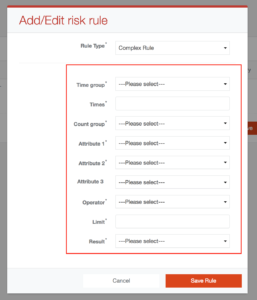 Add/Edit risk rule
Rule Type* Complex Rule
Time group* ---Please select---
Times*
Count group* ---Please select---
Attribute 1* ---Please select---
Attribute 2* ---Please select---
Attribute 3 ---Please select---
Operator* ---Please select---
Limit*
Result* ---Please select---
Cancel Save Rule